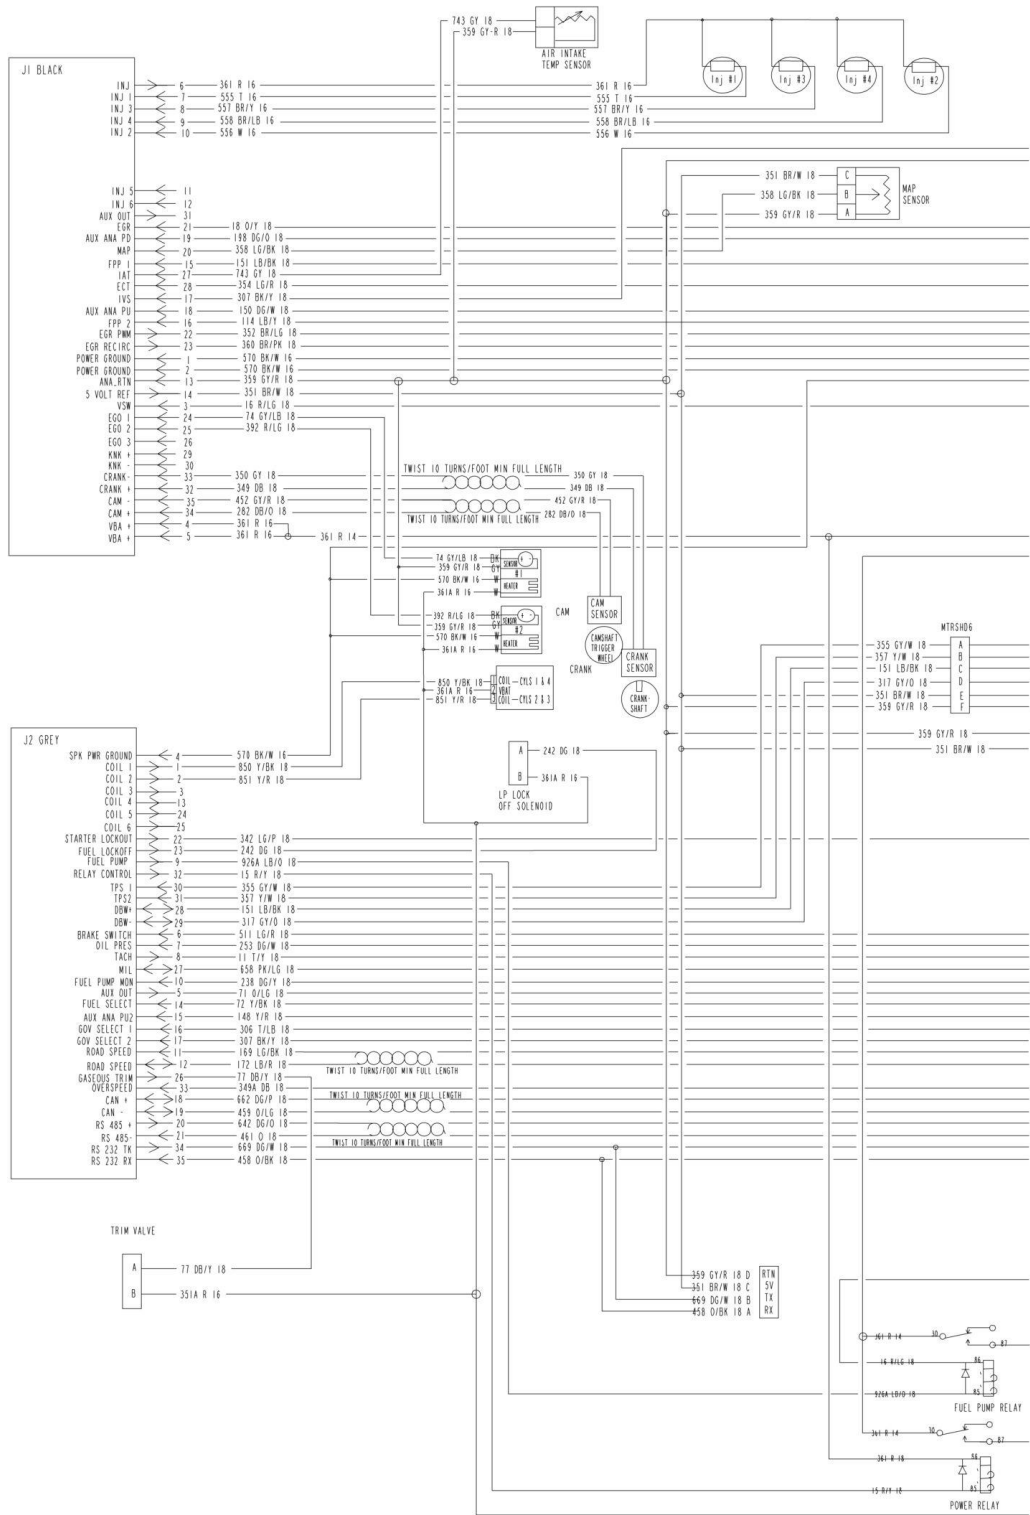 743 GY 18
359 GY-R 18
AIR INTAKE
TEMP SENSOR
J1 BLACK
INJ 6 361 R 16
INJ 1 7 555 T 16
INJ 3 8 557 BR/Y 16
INJ 4 9 558 BR/LB 16
INJ 2 10 556 W 16
361 R 16
555 T 16
557 BR/Y 16
558 BR/LB 16
556 W 16
Inj #1
Inj #3
Inj #4
Inj #2
INJ 5 11
INJ 6 12
AUX OUT 31
EGR 21 18 O/Y 18
AUX ANA PD 19 198 DG/O 18
MAP 20 358 LG/BK 18
FPP 1 15 151 LB/BK 18
IAT 27 743 GY 18
ECT 28 354 LG/R 18
IVS 17 307 BK/Y 18
AUX ANA PU 18 150 DG/W 18
FPP 2 16 114 LB/Y 18
EGR PWM 22 352 BR/LG 18
EGR RECIRC 23 360 BR/PK 18
POWER GROUND 1 570 BK/W 16
POWER GROUND 2 570 BK/W 16
ANA_RTN 13 359 GY/R 18
5 VOLT REF 14 351 BR/W 18
VSW 3 16 R/LG 18
EGO 1 24 74 GY/LB 18
EGO 2 25 392 R/LG 18
EGO 3 26
KNK + 29
KNK - 30
CRANK- 33 350 GY 18
CRANK + 32 349 DB 18
CAM - 35 452 GY/R 18
CAM + 34 282 DB/O 18
VBA + 4 361 R 16
VBA + 5 361 R 16
361 R 14
351 BR/W 18 C
358 LG/BK 18 B
359 GY/R 18 A
MAP
SENSOR
TWIST 10 TURNS/FOOT MIN FULL LENGTH
350 GY 18
349 DB 18
452 GY/R 18
TWIST 10 TURNS/FOOT MIN FULL LENGTH
282 DB/O 18
74 GY/LB 18 BK
359 GY/R 18 GY
570 BK/W 16 W
361A R 16 W
SENSOR
#1
HEATER
392 R/LG 18 BK
359 GY/R 18 GY
570 BK/W 16 W
361A R 16 W
SENSOR
#2
HEATER
CAM
CAM
SENSOR
CAMSHAFT
TRIGGER
WHEEL
CRANK
CRANK
SENSOR
CRANK-
SHAFT
850 Y/BK 18 1 COIL - CYLS 1 & 4
361A R 16 2 VBAT
851 Y/R 18 3 COIL - CYLS 2 & 3
MTRSHD6
355 GY/W 18 A
357 Y/W 18 B
151 LB/BK 18 C
317 GY/O 18 D
351 BR/W 18 E
359 GY/R 18 F
359 GY/R 18
351 BR/W 18
A 242 DG 18
B 361A R 16
LP LOCK
OFF SOLENOID
J2 GREY
SPK PWR GROUND 4 570 BK/W 16
COIL 1 1 850 Y/BK 18
COIL 2 2 851 Y/R 18
COIL 3 3
COIL 4 13
COIL 5 24
COIL 6 25
STARTER LOCKOUT 22 342 LG/P 18
FUEL LOCKOFF 23 242 DG 18
FUEL PUMP 9 926A LB/O 18
RELAY CONTROL 32 15 R/Y 18
TPS 1 30 355 GY/W 18
TPS2 31 357 Y/W 18
DBW+ 28 151 LB/BK 18
DBW- 29 317 GY/O 18
BRAKE SWITCH 6 511 LG/R 18
OIL PRES 7 253 DG/W 18
TACH 8 11 T/Y 18
MIL 27 658 PK/LG 18
FUEL PUMP MON 10 238 DG/Y 18
AUX OUT 5 71 O/LG 18
FUEL SELECT 14 72 Y/BK 18
AUX ANA PU2 15 148 Y/R 18
GOV SELECT 1 16 306 T/LB 18
GOV SELECT 2 17 307 BK/Y 18
ROAD SPEED 11 169 LG/BK 18
ROAD SPEED 12 172 LB/R 18
GASEOUS TRIM 26 77 DB/Y 18
OVERSPEED 33 349A DB 18
CAN + 18 662 DG/P 18
CAN - 19 459 O/LG 18
RS 485 + 20 642 DG/O 18
RS 485- 21 461 O 18
RS 232 TX 34 669 DG/W 18
RS 232 RX 35 458 O/BK 18
TWIST 10 TURNS/FOOT MIN FULL LENGTH
TWIST 10 TURNS/FOOT MIN FULL LENGTH
TWIST 10 TURNS/FOOT MIN FULL LENGTH
TRIM VALVE
A 77 DB/Y 18
B 351A R 16
359 GY/R 18 D RTN
351 BR/W 18 C 5V
669 DG/W 18 B TX
458 O/BK 18 A RX
361 R 14 30 87
16 R/LG 18 86
926A LB/O 18 85
FUEL PUMP RELAY
361 R 14 30 87
361 R 18 86
15 R/Y 18 85
POWER RELAY